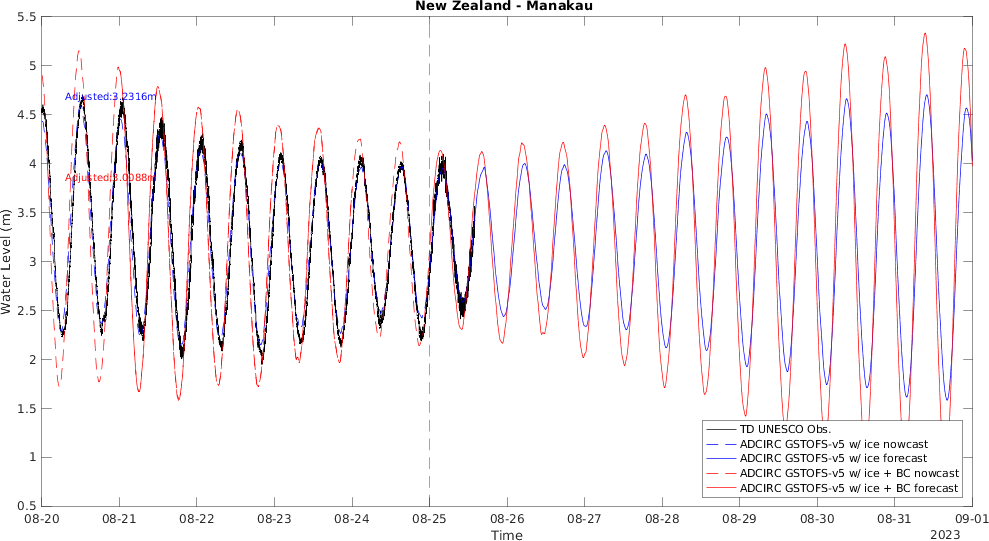 New Zealand - Manakau
Water Level (m)
5.5
5
4.5
4
3.5
3
2.5
2
1.5
1
0.5
Adjusted:3.2316m
Adjusted:3.0988m
TD UNESCO Obs.
ADCIRC GSTOFS-v5 w/ ice nowcast
ADCIRC GSTOFS-v5 w/ ice forecast
ADCIRC GSTOFS-v5 w/ ice + BC nowcast
ADCIRC GSTOFS-v5 w/ ice + BC forecast
08-20 08-21 08-22 08-23 08-24 08-25 08-26 08-27 08-28 08-29 08-30 08-31 09-01
Time
2023